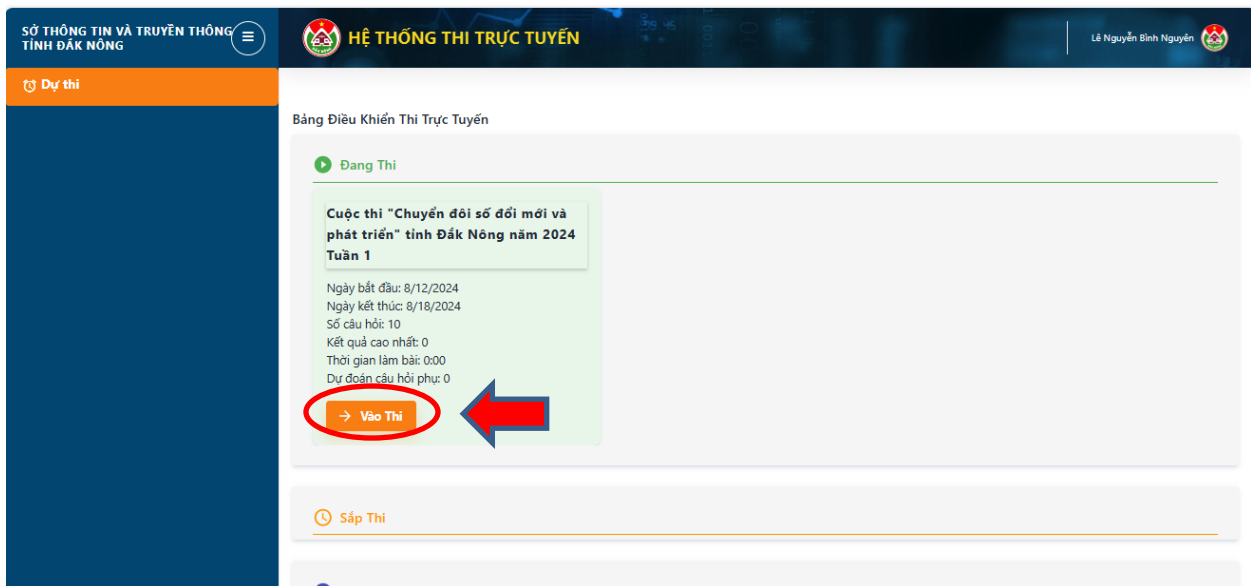 SỞ THÔNG TIN VÀ TRUYỀN THÔNG
TỈNH ĐẮK NÔNG
HỆ THỐNG THI TRỰC TUYẾN
Lê Nguyễn Bình Nguyên
Dự thi
Bảng Điều Khiển Thi Trực Tuyến
Đang Thi
Cuộc thi "Chuyển đôi số đổi mới và
phát triển" tỉnh Đắk Nông năm 2024
Tuần 1
Ngày bắt đầu: 8/12/2024
Ngày kết thúc: 8/18/2024
Số câu hỏi: 10
Kết quả cao nhất: 0
Thời gian làm bài: 0:00
Dự đoán câu hỏi phụ: 0
→ Vào Thi
Sắp Thi